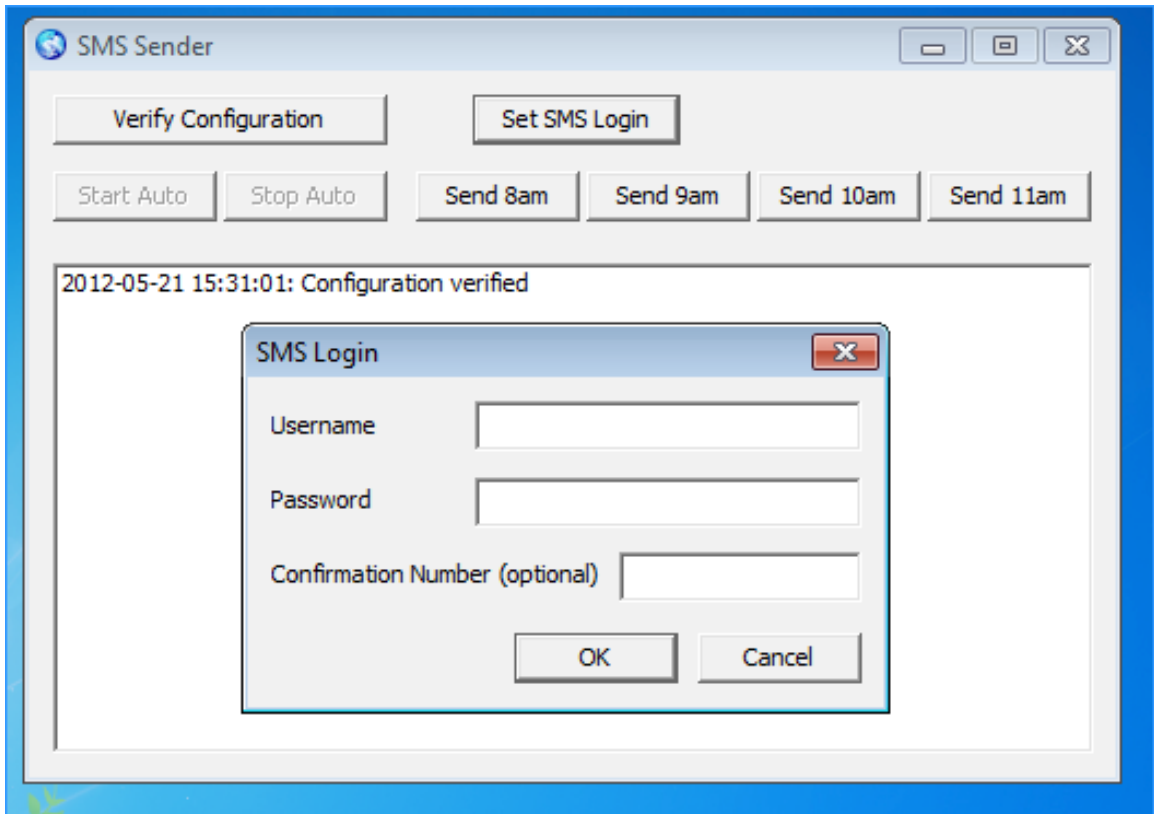 SMS Sender
Verify Configuration
Set SMS Login
Start Auto
Stop Auto
Send 8am
Send 9am
Send 10am
Send 11am
2012-05-21 15:31:01: Configuration verified
SMS Login
Username
Password
Confirmation Number (optional)
OK
Cancel